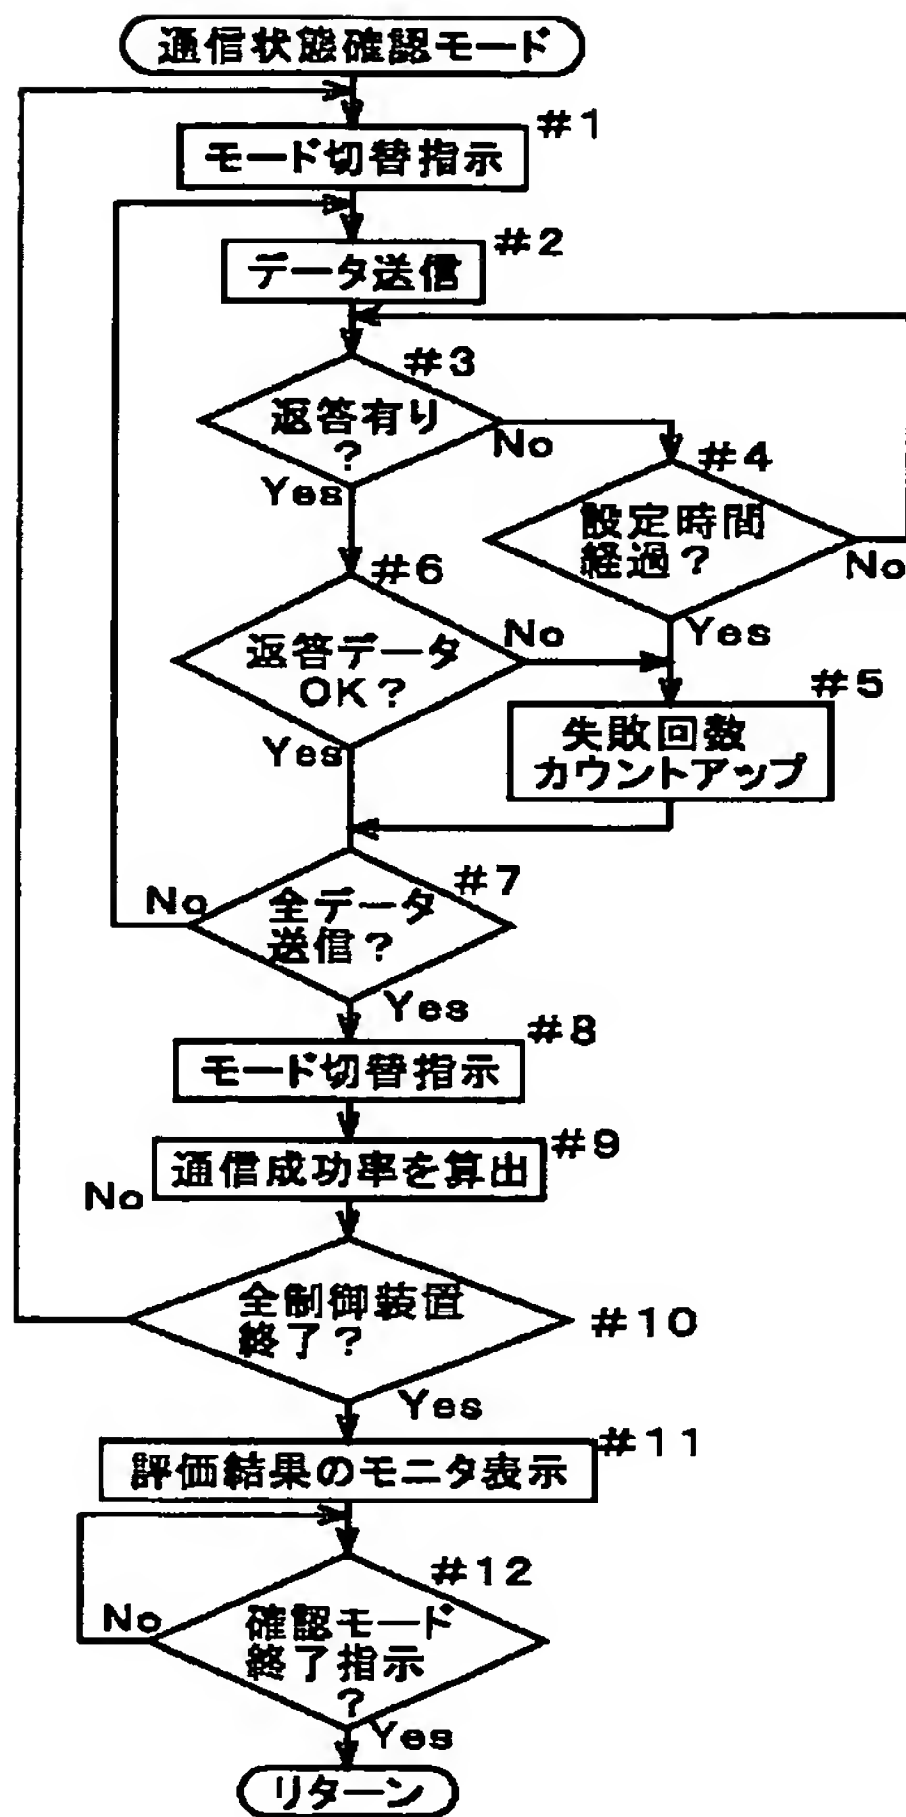 通信状態確認モード
#1
モード切替指示
#2
データ送信
#3
返答有り
?
No
Yes
#4
設定時間
経過?
No
Yes
#6
返答データ
OK?
No
Yes
#5
失敗回数
カウントアップ
#7
全データ
送信?
No
Yes
#8
モード切替指示
#9
通信成功率を算出
No
全制御装置
終了?
#10
Yes
#11
評価結果のモニタ表示
#12
確認モード
終了指示
?
No
Yes
リターン